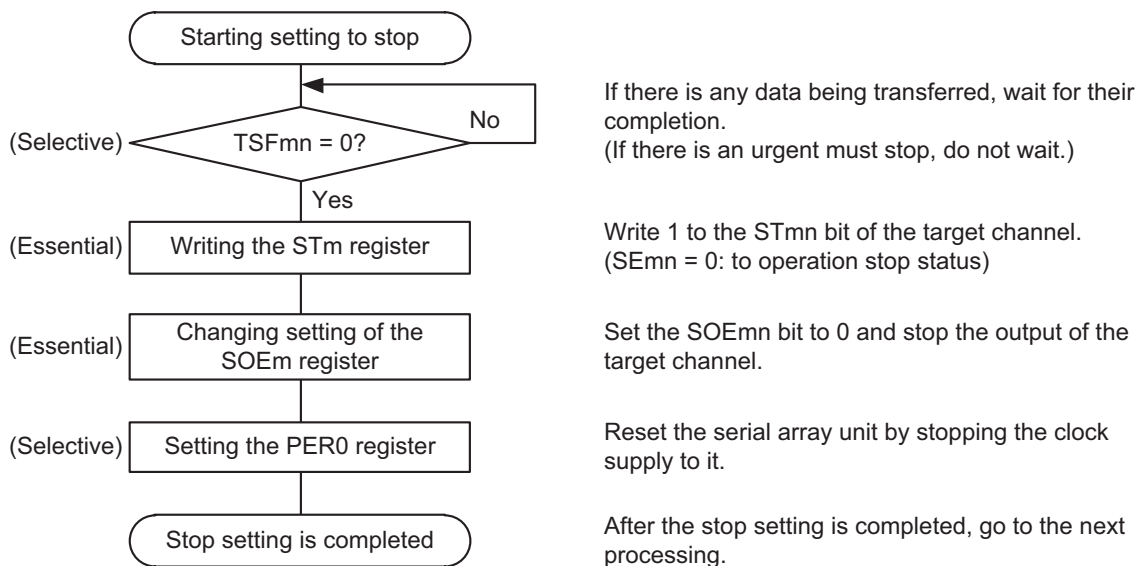 Starting setting to stop
No
If there is any data being transferred, wait for their
completion.
(If there is an urgent must stop, do not wait.)
(Selective)
TSFmn = 0?
Yes
(Essential)
Writing the STm register
Write 1 to the STmn bit of the target channel.
(SEmn = 0: to operation stop status)
(Essential)
Changing setting of the
SOEm register
Set the SOEmn bit to 0 and stop the output of the
target channel.
(Selective)
Setting the PER0 register
Reset the serial array unit by stopping the clock
supply to it.
Stop setting is completed
After the stop setting is completed, go to the next
processing.